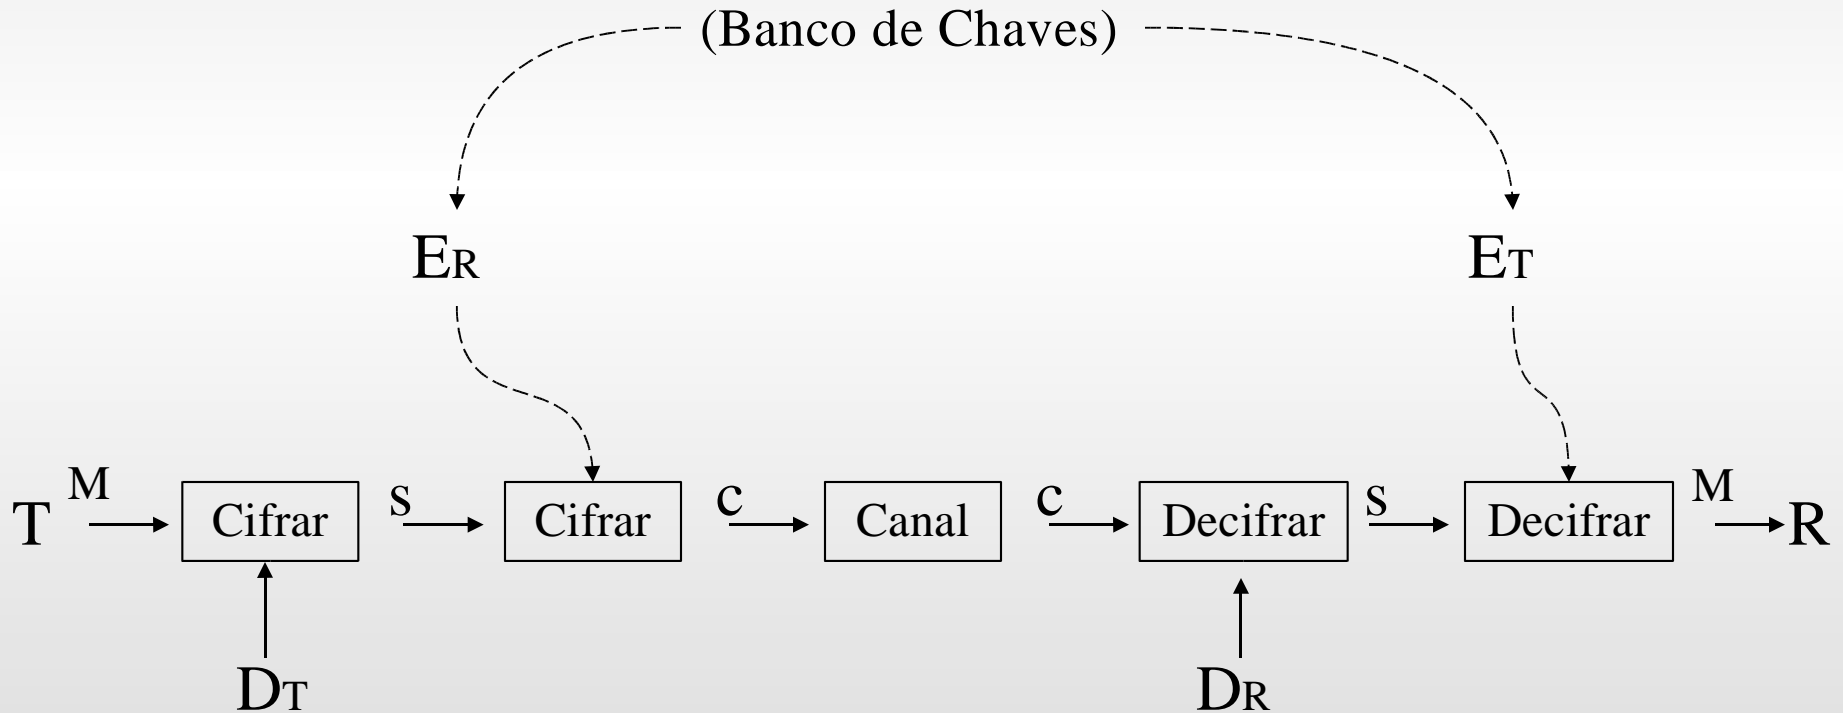 (Banco de Chaves)
ER ET
M s c c s M
T Cifrar Cifrar Canal Decifrar Decifrar R
DT DR